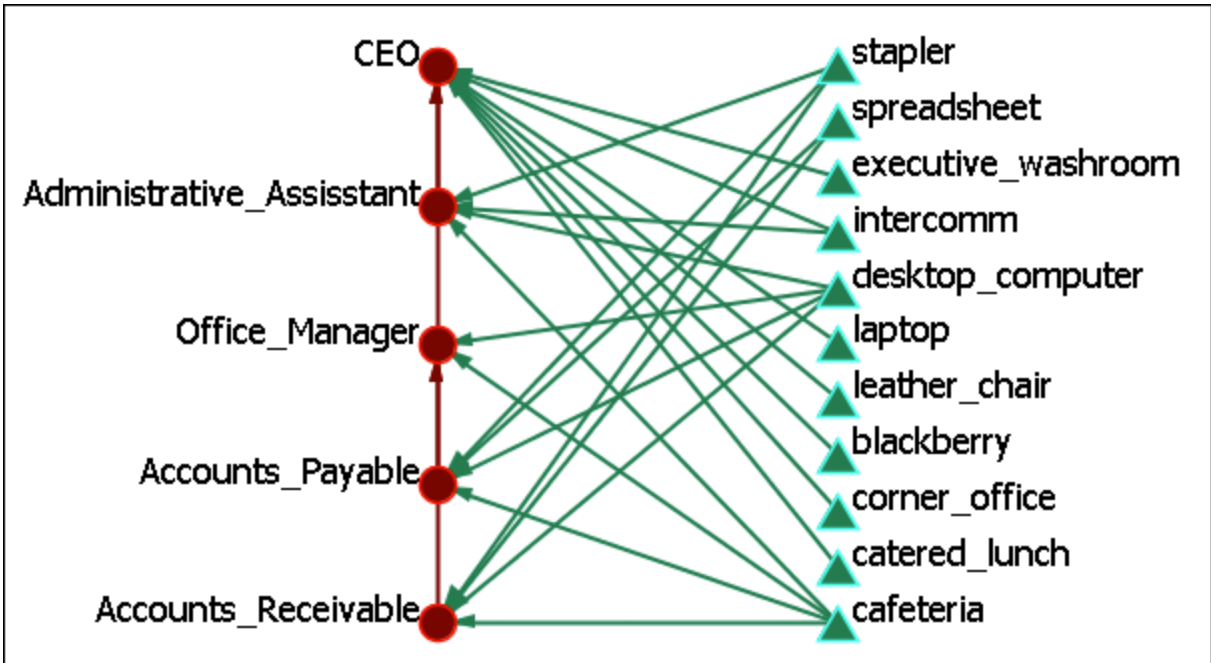 CEO
Administrative_Assisstant
Office_Manager
Accounts_Payable
Accounts_Receivable
stapler
spreadsheet
executive_washroom
intercomm
desktop_computer
laptop
leather_chair
blackberry
corner_office
catered_lunch
cafeteria